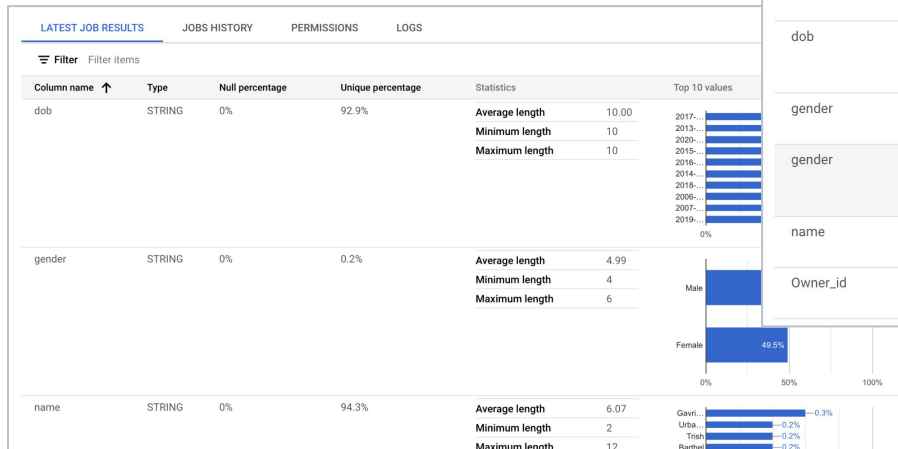 LATEST JOB RESULTS JOBS HISTORY PERMISSIONS LOGS
Filter Filter items
Column name Type Null percentage Unique percentage Statistics Top 10 values
dob STRING 0% 92.9%
Average length 10.00
Minimum length 10
Maximum length 10
2017-...
2013-...
2020-...
2015-...
2016-...
2014-...
2018-...
2006-...
2007-...
2019-...
0%
gender STRING 0% 0.2%
Average length 4.99
Minimum length 4
Maximum length 6
Male
Female 49.5%
0% 50% 100%
name STRING 0% 94.3%
Average length 6.07
Minimum length 2
Maximum length 12
Gavri... 0.3%
Urba... 0.2%
Trish 0.2%
Barthel 0.2%
dob
gender
gender
name
Owner_id